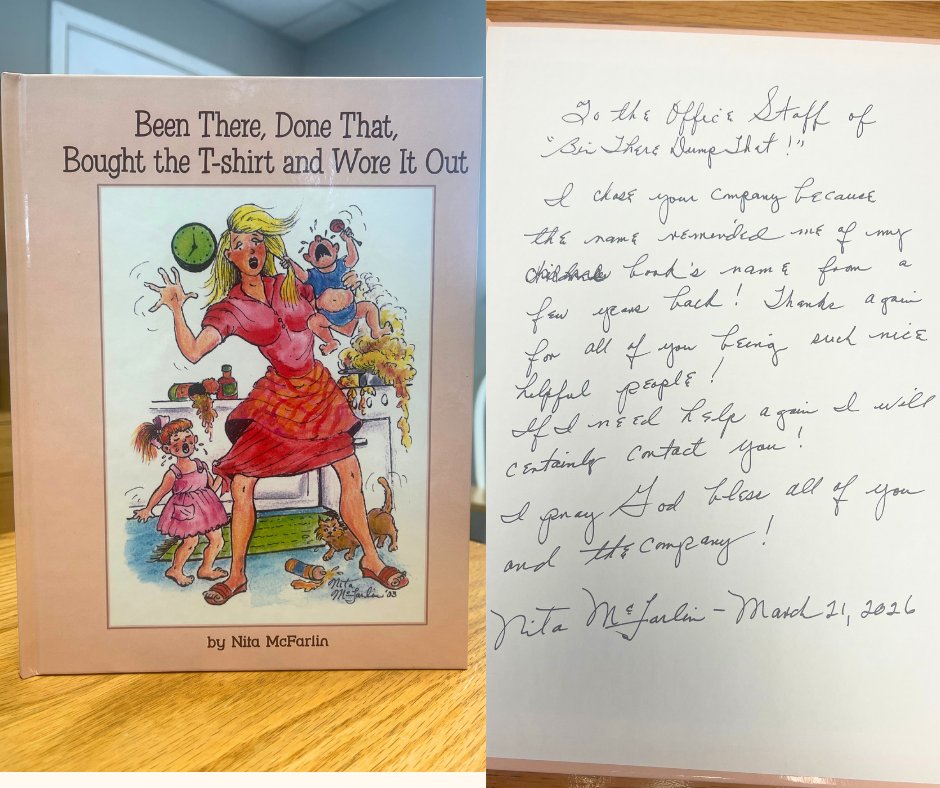 Been There, Done That,
Bought the T-shirt and Wore It Out
Nita
McFarlin '03
by Nita McFarlin
To the Office Staff of
"Bin There Dump That!"
I chose your company because
the name reminded me of my
book's name from a
few years back! Thanks again
for all of you being such nice
helpful people!
If I need help again I will
certainly contact you!
I pray God bless all of you
and the company!
Nita McFarlin - March 21, 2026